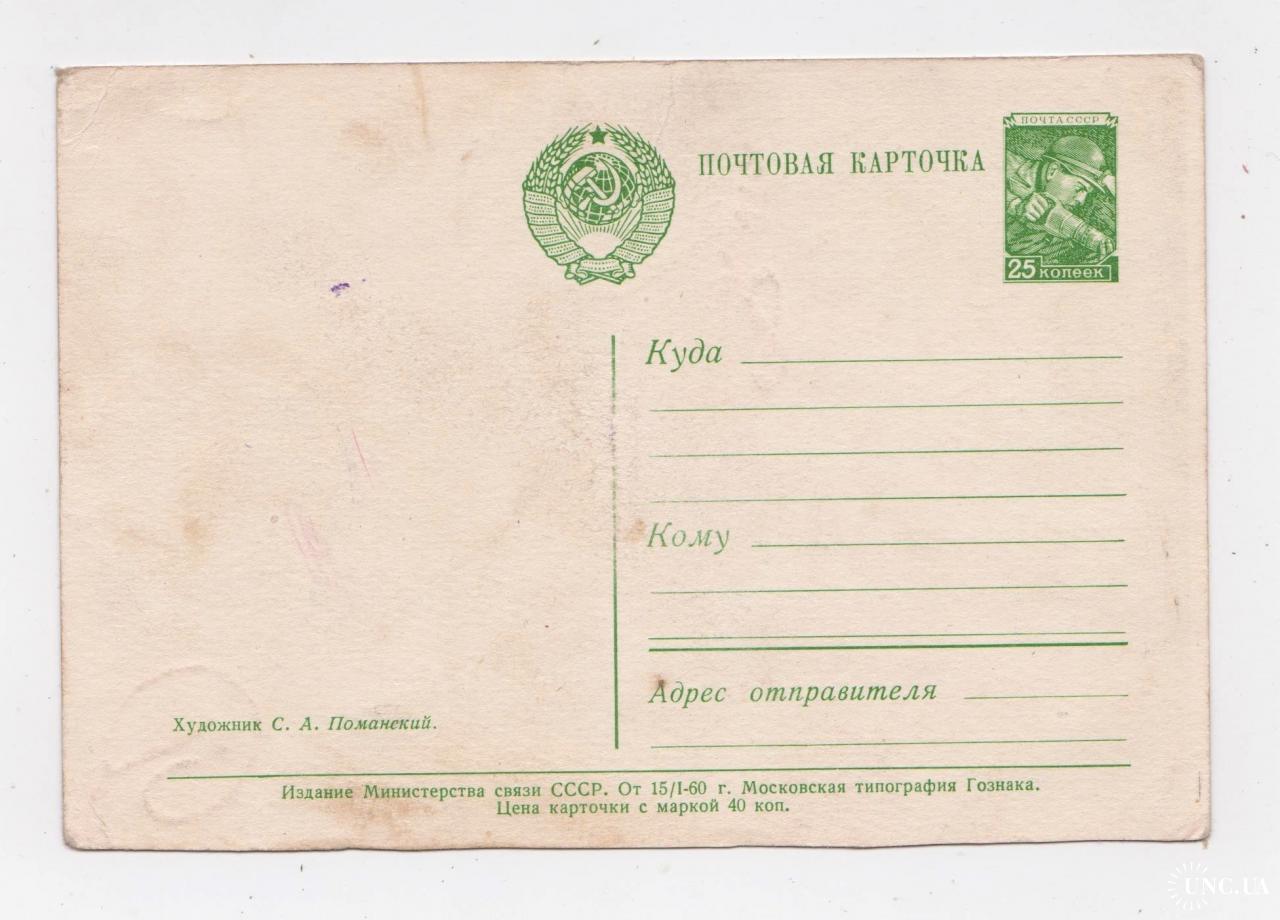 ПОЧТА СССР
ПОЧТОВАЯ КАРТОЧКА
25 КОПЕЕК
Куда
Кому
Адрес отправителя
Художник С. А. Поманский.
Издание Министерства связи СССР. От 15/I-60 г. Московская типография Гознака.
Цена карточки с маркой 40 коп.
UNC.UA